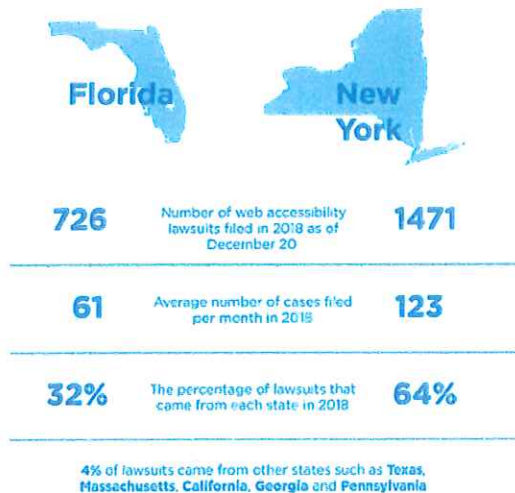 Florida
New
York
726
Number of web accessibility
lawsuits filed in 2018 as of
December 20
1471
61
Average number of cases filed
per month in 2018
123
32%
The percentage of lawsuits that
came from each state in 2018
64%
4% of lawsuits came from other states such as Texas,
Massachusetts, California, Georgia and Pennsylvania